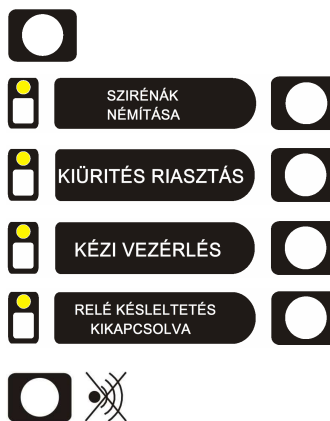 SZIRÉNÁK
NÉMÍTÁSA
KIÜRITÉS RIASZTÁS
KÉZI VEZÉRLÉS
RELÉ KÉSLELTETÉS
KIKAPCSOLVA